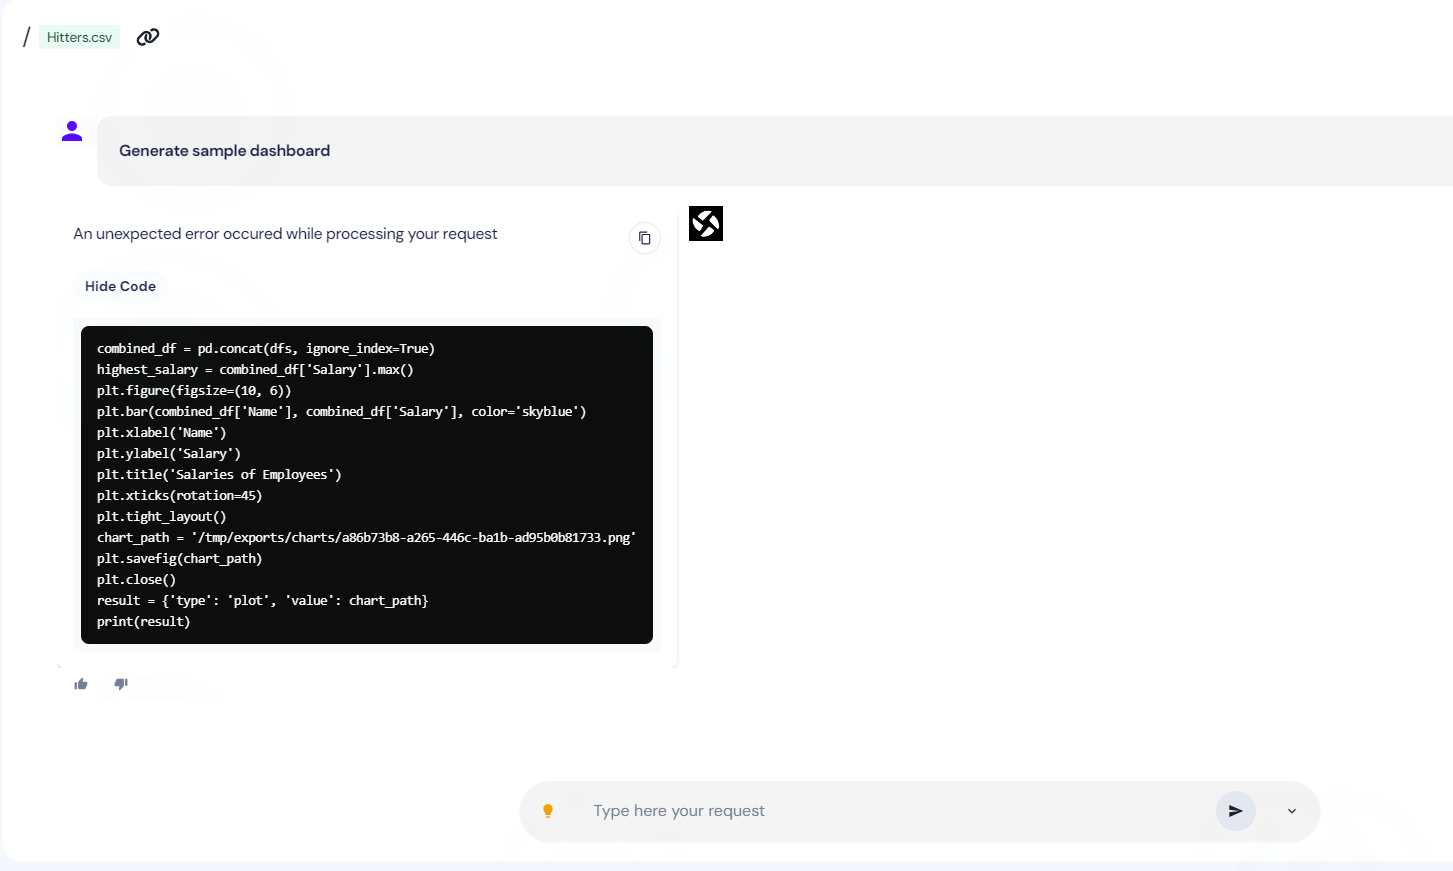 / Hitters.csv
Generate sample dashboard
An unexpected error occured while processing your request
Hide Code
combined_df = pd.concat(dfs, ignore_index=True)
highest_salary = combined_df['Salary'].max()
plt.figure(figsize=(10, 6))
plt.bar(combined_df['Name'], combined_df['Salary'], color='skyblue')
plt.xlabel('Name')
plt.ylabel('Salary')
plt.title('Salaries of Employees')
plt.xticks(rotation=45)
plt.tight_layout()
chart_path = '/tmp/exports/charts/a86b73b8-a265-446c-ba1b-ad95b0b81733.png'
plt.savefig(chart_path)
plt.close()
result = {'type': 'plot', 'value': chart_path}
print(result)
Type here your request